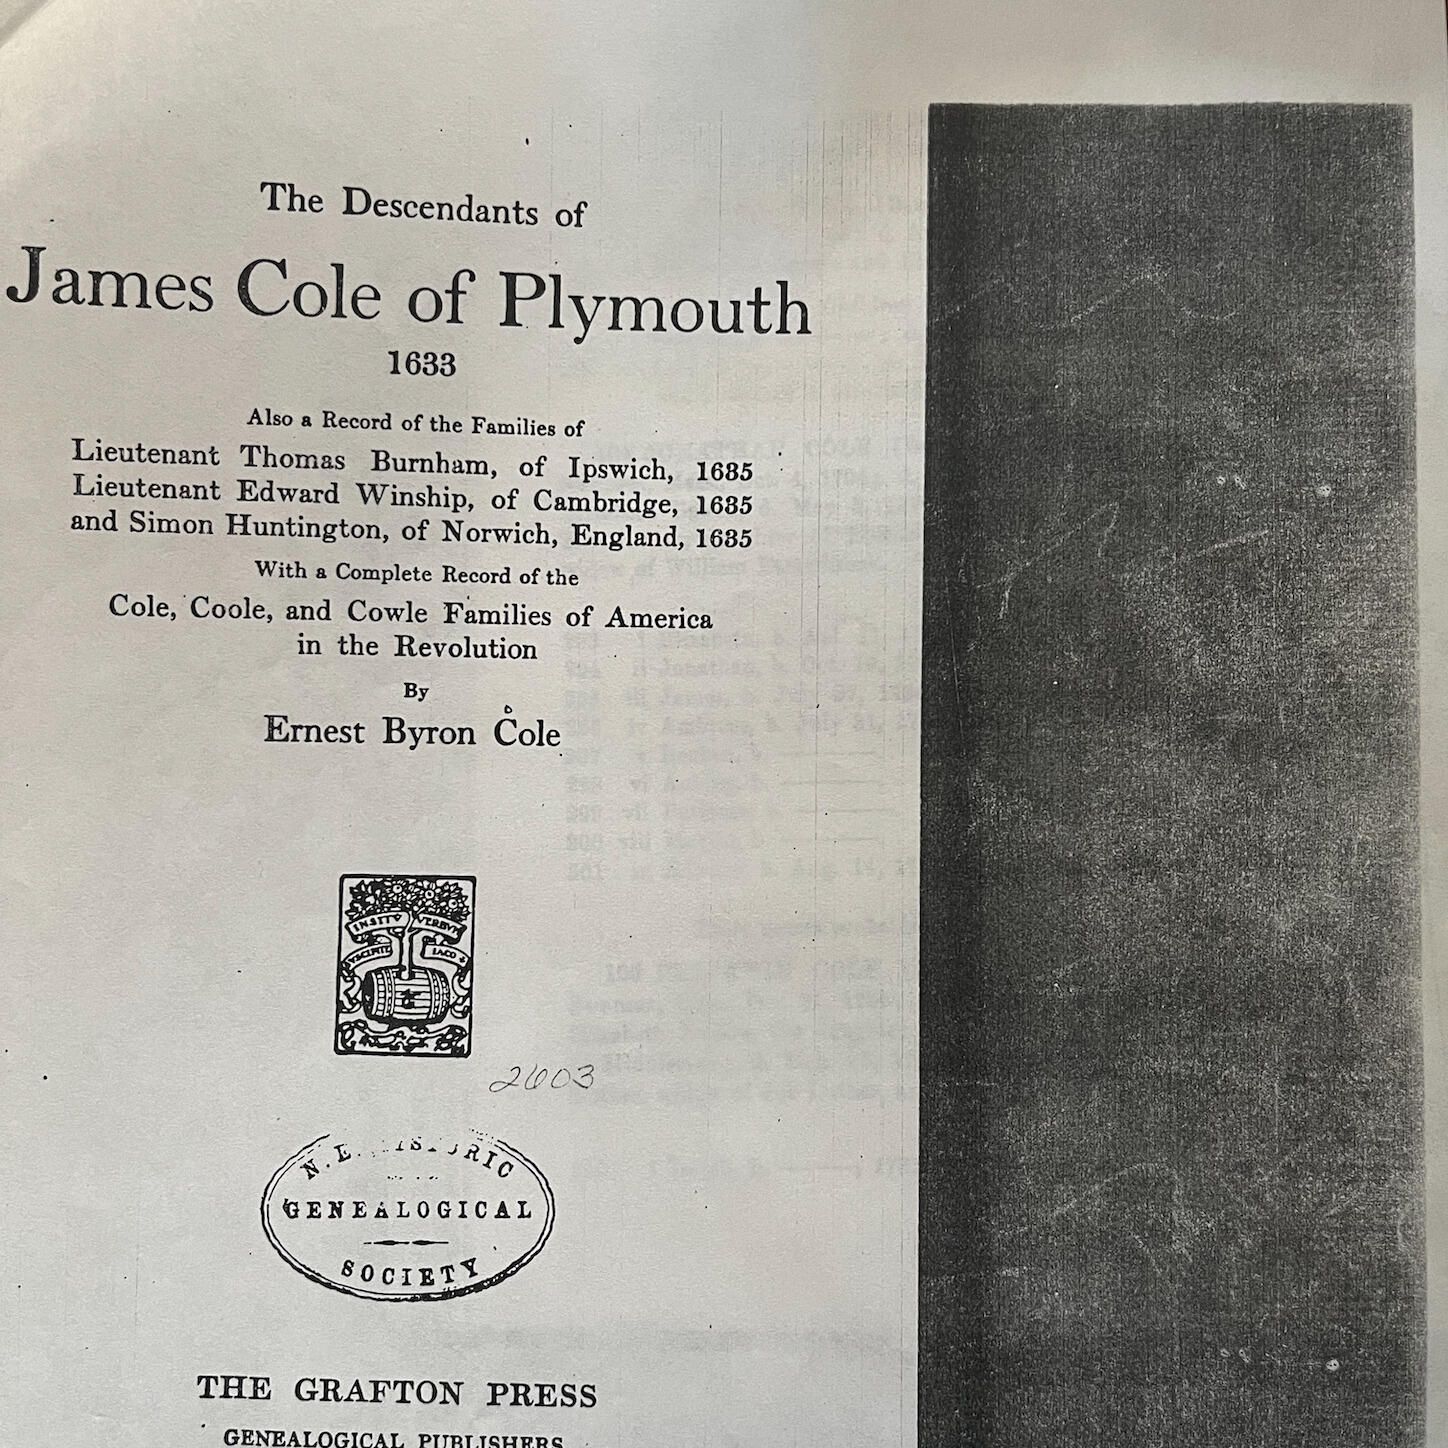 The Descendants of
James Cole of Plymouth
1633
Also a Record of the Families of
Lieutenant Thomas Burnham, of Ipswich, 1635
Lieutenant Edward Winship, of Cambridge, 1635
and Simon Huntington, of Norwich, England, 1635
With a Complete Record of the
Cole, Coole, and Cowle Families of America
in the Revolution
By
Ernest Byron Cole
INSITV VERBVM
IACO
2603
N. E.
GENEALOGICAL
SOCIETY
THE GRAFTON PRESS
GENEALOGICAL PUBLISHERS